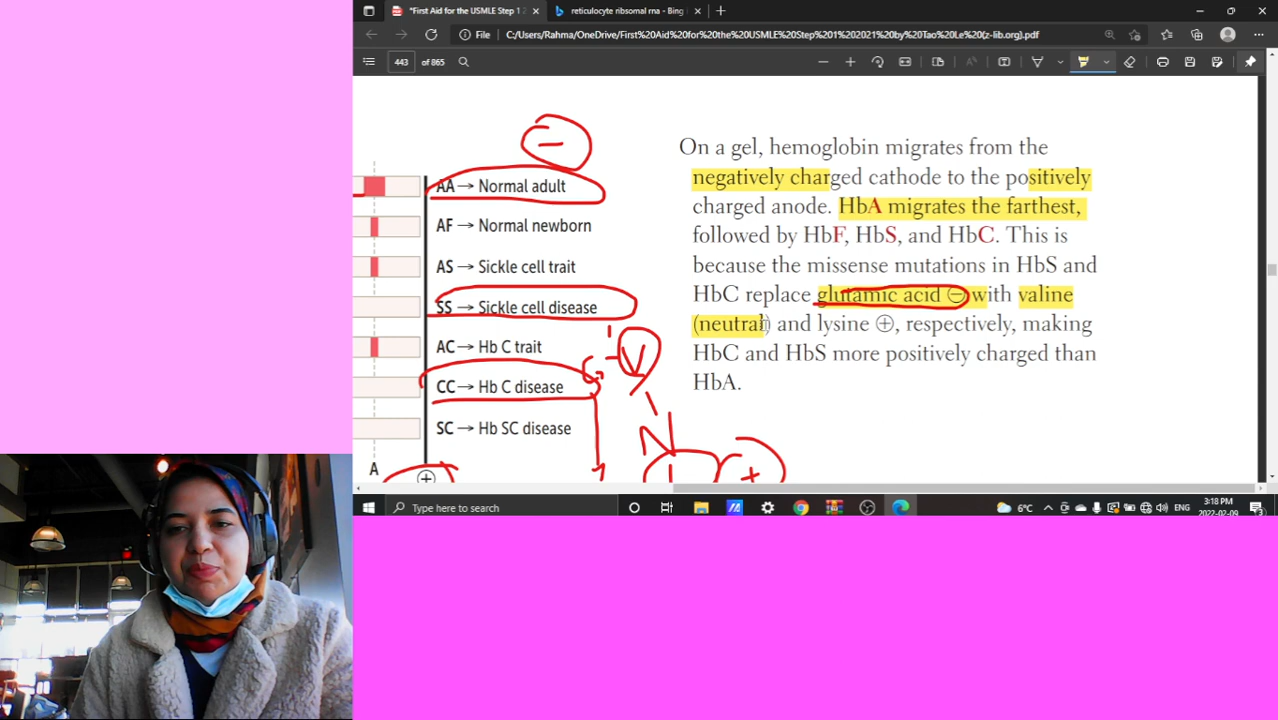 *First Aid for the USMLE Step 1 2
reticulocyte ribosomal rna - Bing
File
C:/Users/Rahma/OneDrive/First%20Aid%20for%20the%20USMLE%20Step%201%202021%20by%20Tao%20Le%20(z-lib.org).pdf
443 of 865
AA → Normal adult
AF → Normal newborn
AS → Sickle cell trait
SS → Sickle cell disease
AC → Hb C trait
CC → Hb C disease
SC → Hb SC disease
A
+
−
V
N
+
On a gel, hemoglobin migrates from the
negatively charged cathode to the positively
charged anode. HbA migrates the farthest,
followed by HbF, HbS, and HbC. This is
because the missense mutations in HbS and
HbC replace glutamic acid ⊖ with valine
(neutral) and lysine ⊕, respectively, making
HbC and HbS more positively charged than
HbA.
Type here to search
6°C
ENG
3:18 PM
2022-02-09